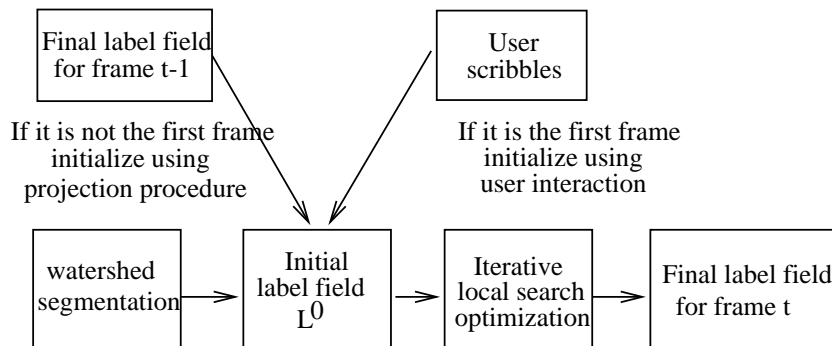 Final label field
for frame t-1
User
scribbles
If it is not the first frame
initialize using
projection procedure
If it is the first frame
initialize using
user interaction
watershed
segmentation
Initial
label field
L^0
Iterative
local search
optimization
Final label field
for frame t